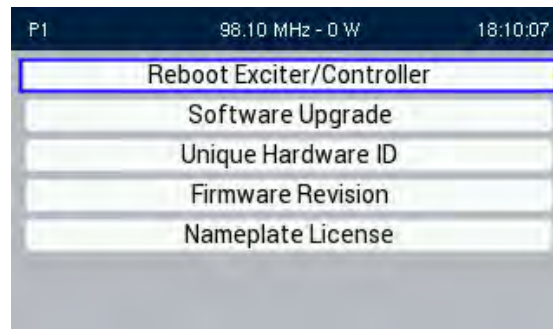 P1 98.10 MHz - 0 W 18:10:07
Reboot Exciter/Controller
Software Upgrade
Unique Hardware ID
Firmware Revision
Nameplate License